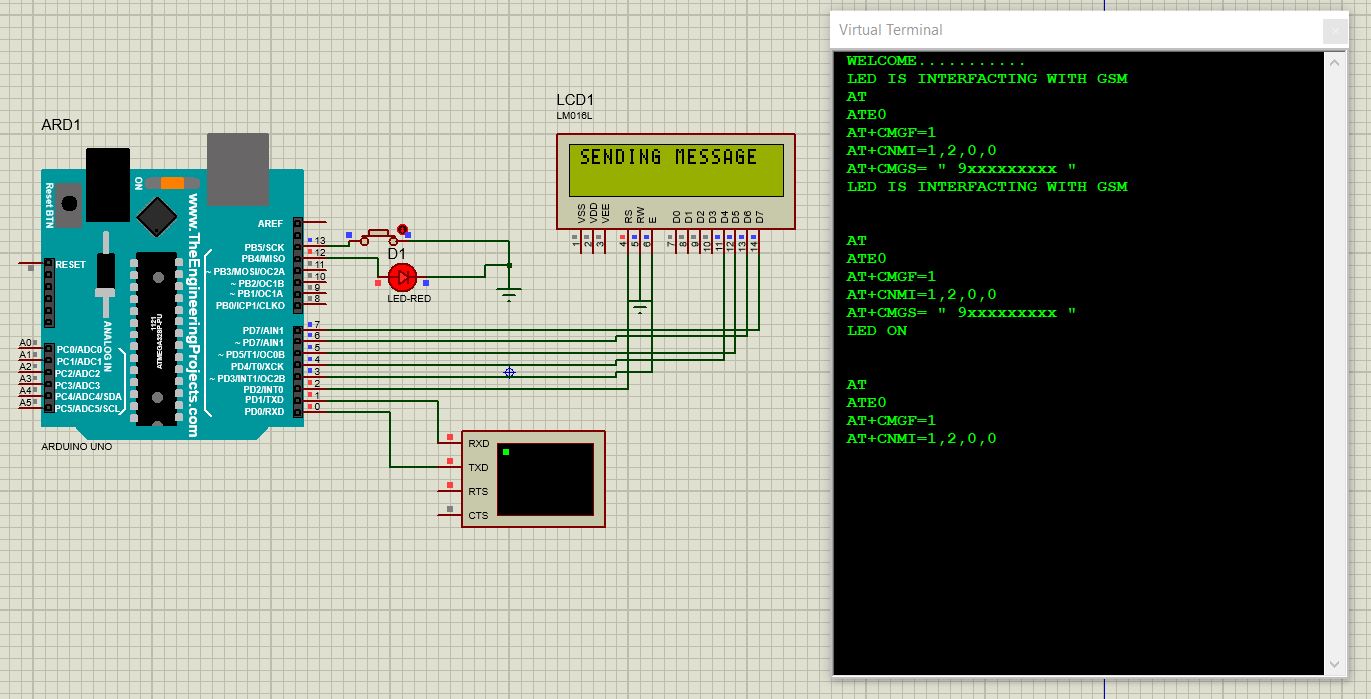 Virtual Terminal
WELCOME...........
LED IS INTERFACTING WITH GSM
AT
ATE0
AT+CMGF=1
AT+CNMI=1,2,0,0
AT+CMGS= " 9xxxxxxxxx "
LED IS INTERFACTING WITH GSM
AT
ATE0
AT+CMGF=1
AT+CNMI=1,2,0,0
AT+CMGS= " 9xxxxxxxxx "
LED ON
AT
ATE0
AT+CMGF=1
AT+CNMI=1,2,0,0
LCD1
LM016L
SENDING MESSAGE
VSS
VDD
VEE
RS
RW
E
D0
D1
D2
D3
D4
D5
D6
D7
1
2
3
4
5
6
7
8
9
10
11
12
13
14
ARD1
Reset BTN
ON
www.TheEngineeringProjects.com
1121
ATMEGA328P-PU
ANALOG IN
RESET
AREF
PB5/SCK 13
PB4/MISO 12
~ PB3/MOSI/OC2A 11
~ PB2/OC1B 10
~ PB1/OC1A 9
PB0/ICP1/CLKO 8
PD7/AIN1 7
~ PD7/AIN1 6
~ PD5/T1/OC0B 5
PD4/T0/XCK 4
~ PD3/INT1/OC2B 3
PD2/INT0 2
PD1/TXD 1
PD0/RXD 0
A0 PC0/ADC0
A1 PC1/ADC1
A2 PC2/ADC2
A3 PC3/ADC3
A4 PC4/ADC4/SDA
A5 PC5/ADC5/SCL
ARDUINO UNO
D1
LED-RED
RXD
TXD
RTS
CTS